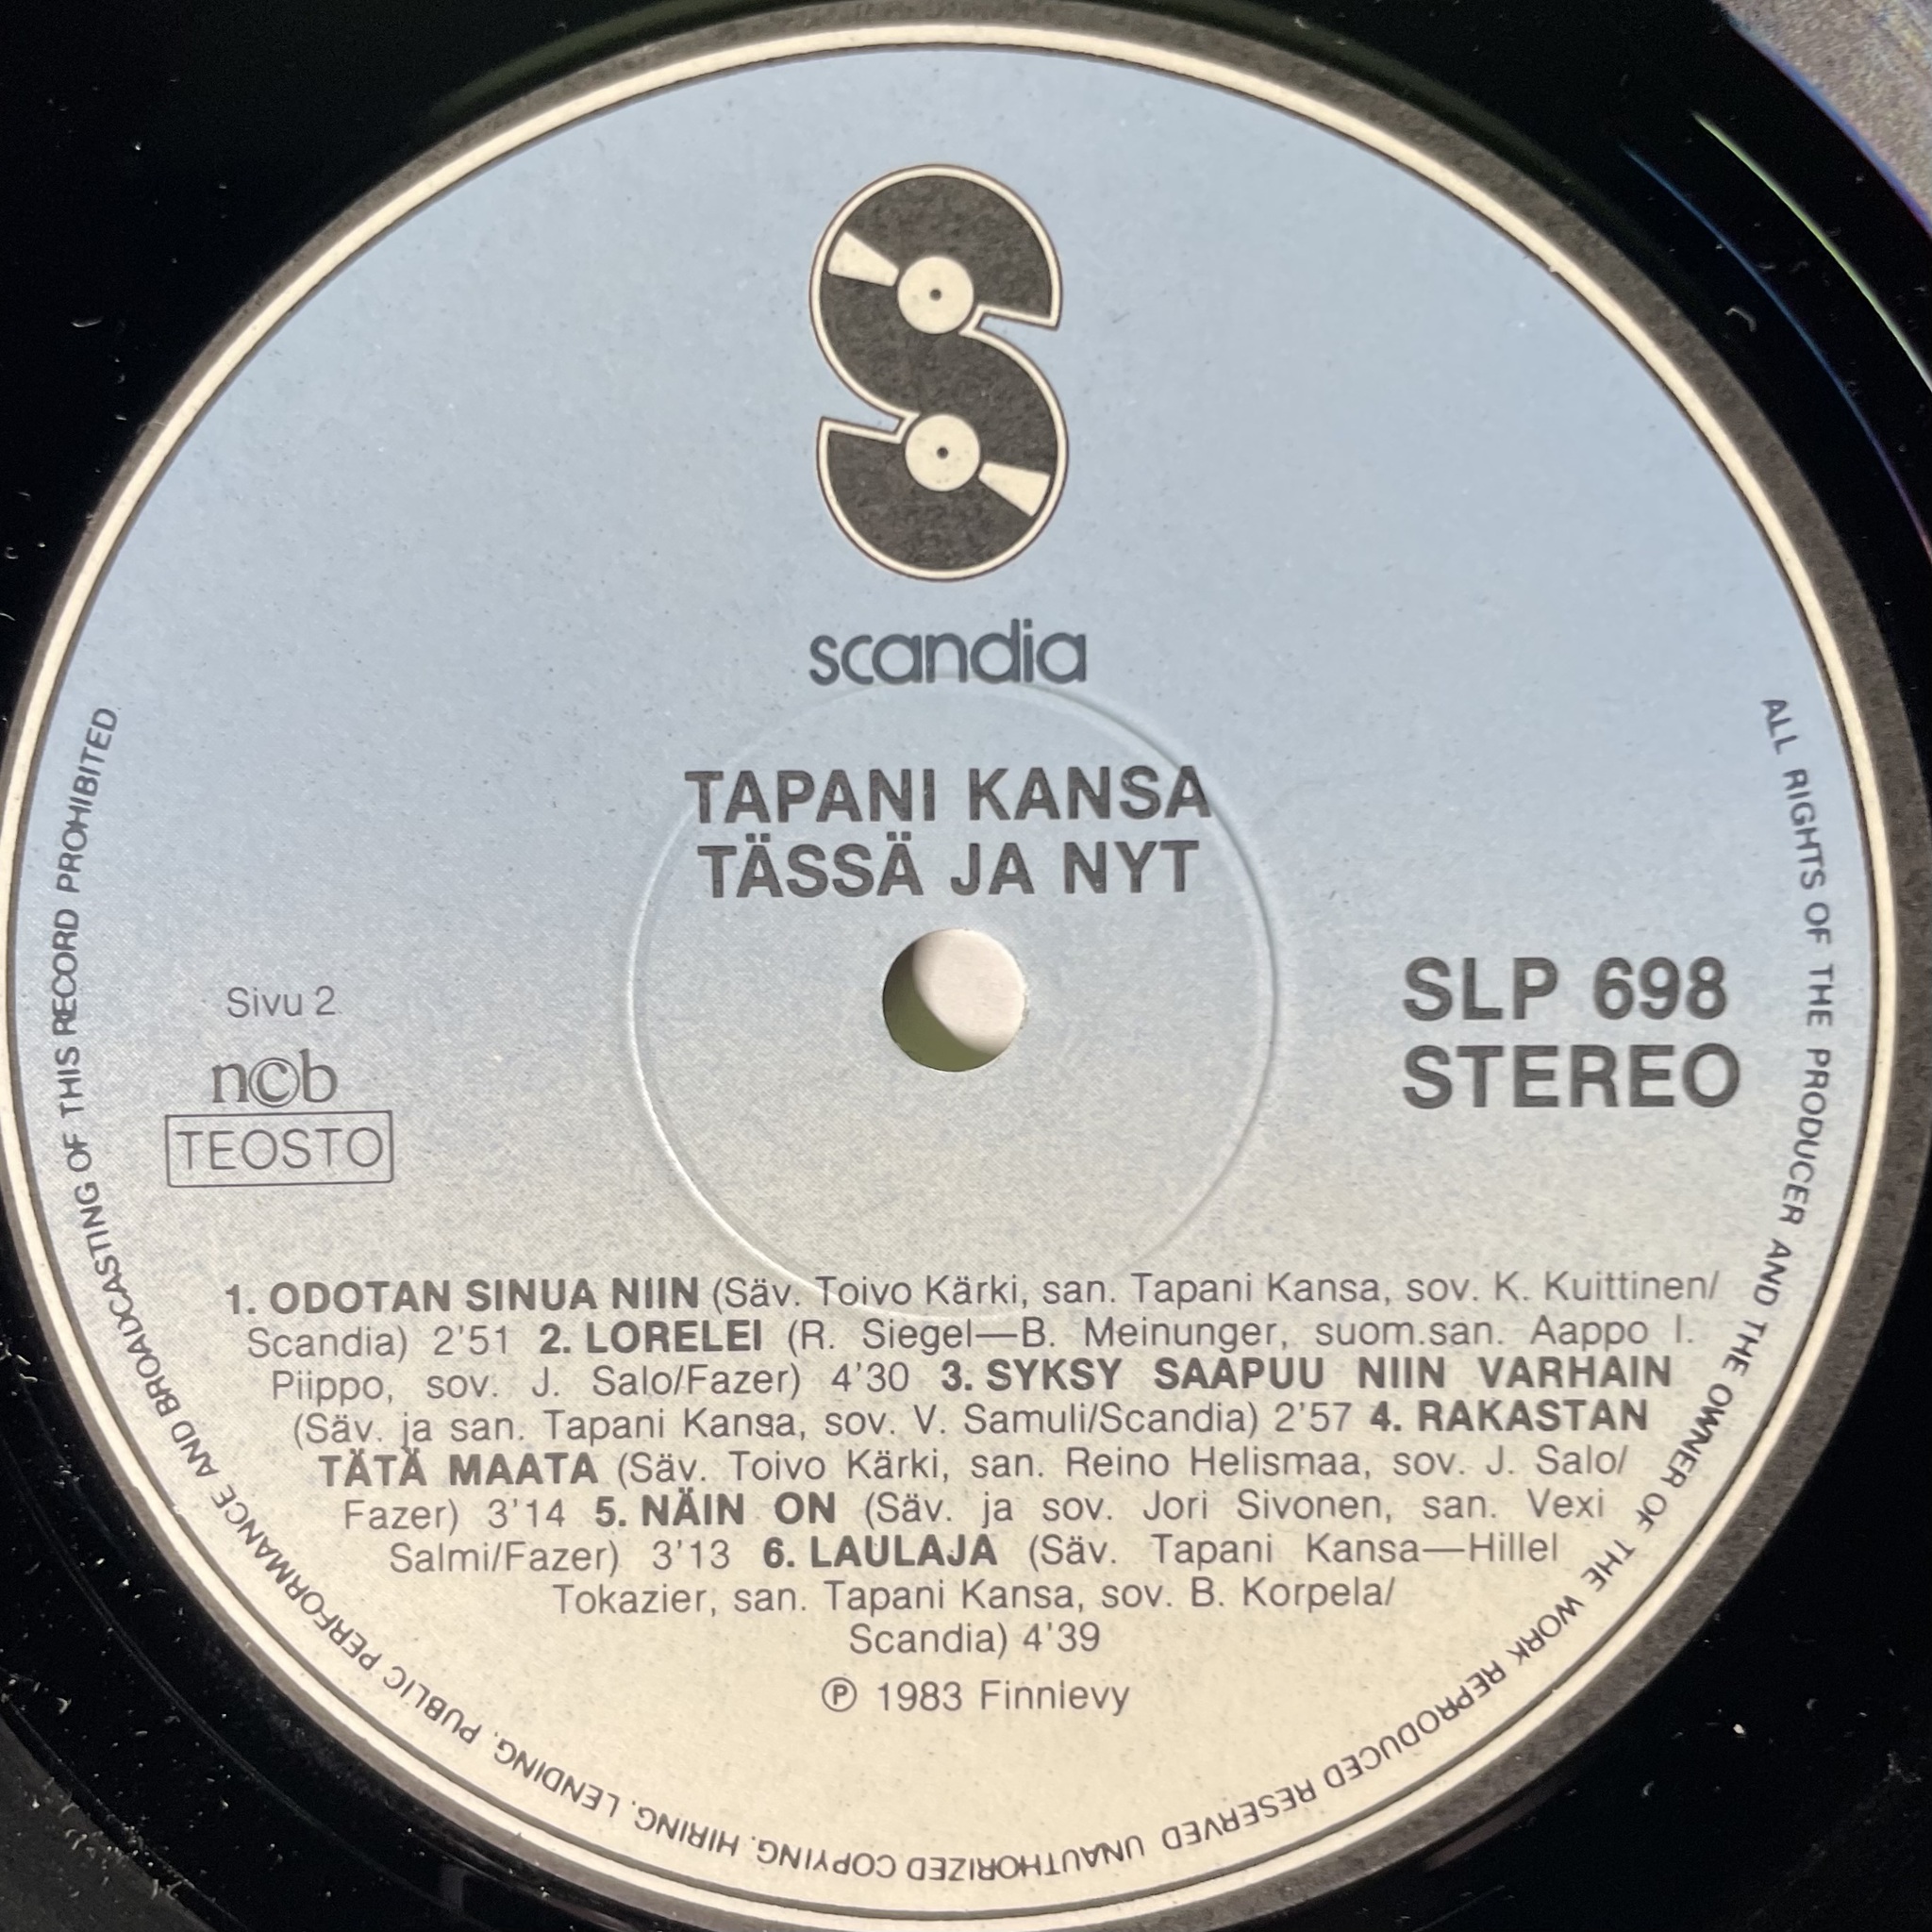 scandia
TAPANI KANSA
TÄSSÄ JA NYT
Sivu 2
n©b
TEOSTO
SLP 698
STEREO
1. ODOTAN SINUA NIIN (Säv. Toivo Kärki, san. Tapani Kansa, sov. K. Kuittinen/
Scandia) 2'51 2. LORELEI (R. Siegel—B. Meinunger, suom.san. Aappo I.
Piippo, sov. J. Salo/Fazer) 4'30 3. SYKSY SAAPUU NIIN VARHAIN
(Säv. ja san. Tapani Kansa, sov. V. Samuli/Scandia) 2'57 4. RAKASTAN
TÄTÄ MAATA (Säv. Toivo Kärki, san. Reino Helismaa, sov. J. Salo/
Fazer) 3'14 5. NÄIN ON (Säv. ja sov. Jori Sivonen, san. Vexi
Salmi/Fazer) 3'13 6. LAULAJA (Säv. Tapani Kansa—Hillel
Tokazier, san. Tapani Kansa, sov. B. Korpela/
Scandia) 4'39
℗ 1983 Finnlevy
ALL RIGHTS OF THE PRODUCER AND THE OWNER OF THE WORK REPRODUCED RESERVED UNAUTHORIZED COPYING. HIRING. LENDING. PUBLIC PERFORMANCE AND BROADCASTING OF THIS RECORD PROHIBITED